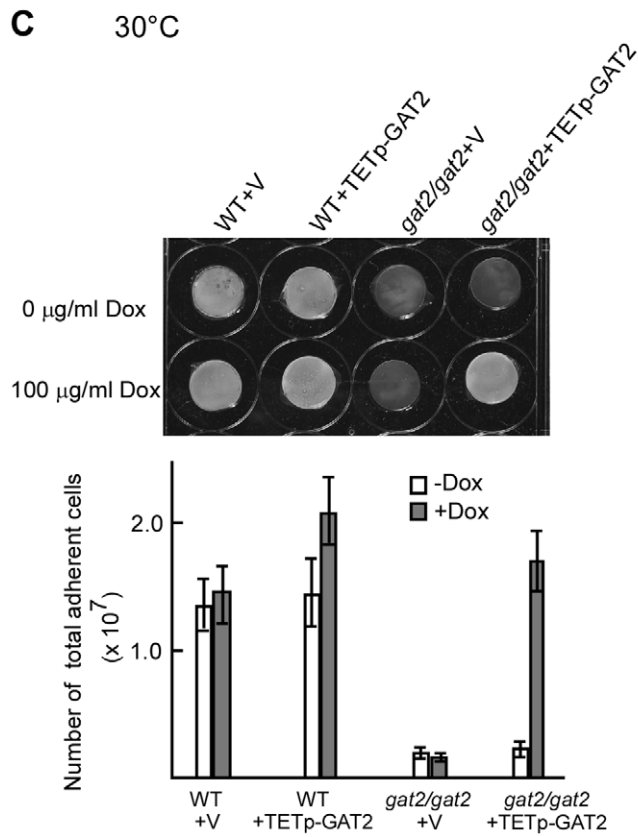 C 30°C
WT+V
WT+TETp-GAT2
gat2/gat2+V
gat2/gat2+TETp-GAT2
0 μg/ml Dox
100 μg/ml Dox
Number of total adherent cells
(x 10^7)
2.0
1.0
-Dox
+Dox
WT
+V
WT
+TETp-GAT2
gat2/gat2
+V
gat2/gat2
+TETp-GAT2